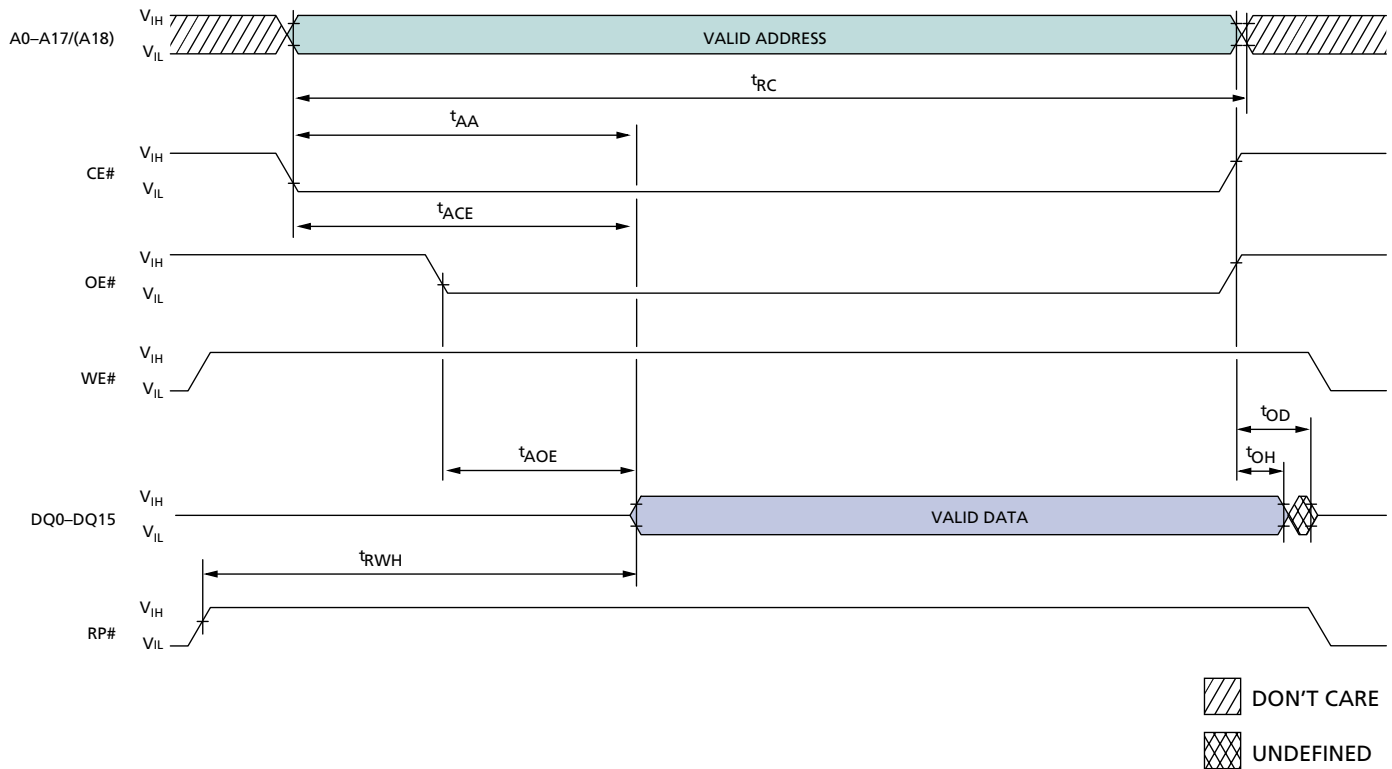 VIH
A0–A17/(A18)
VALID ADDRESS
VIL
tRC
tAA
VIH
CE#
VIL
tACE
VIH
OE#
VIL
VIH
WE#
VIL
tOD
tAOE
tOH
VIH
DQ0–DQ15
VALID DATA
VIL
tRWH
VIH
RP#
VIL
DON'T CARE
UNDEFINED